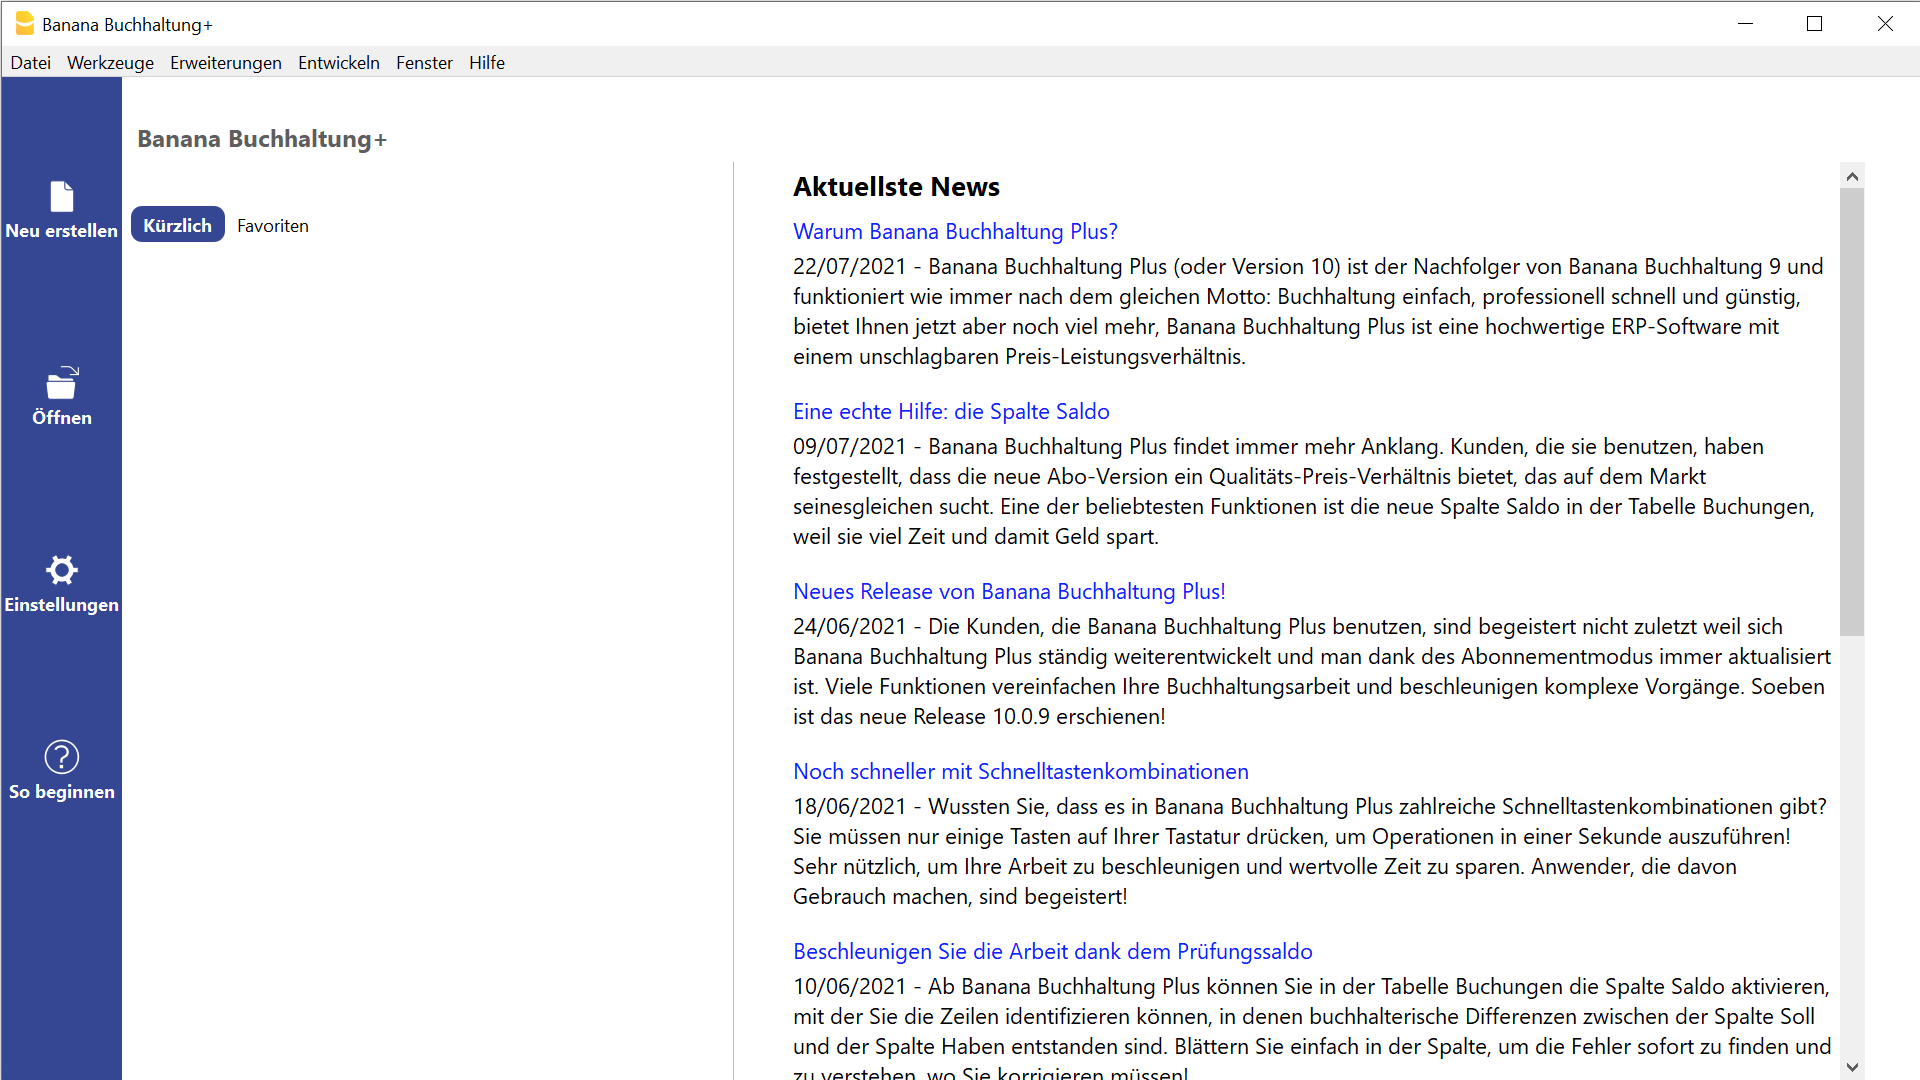 Banana Buchhaltung+
Datei Werkzeuge Erweiterungen Entwickeln Fenster Hilfe
Banana Buchhaltung+
Neu erstellen
Öffnen
Einstellungen
So beginnen
Kürzlich Favoriten
Aktuellste News
Warum Banana Buchhaltung Plus?
22/07/2021 - Banana Buchhaltung Plus (oder Version 10) ist der Nachfolger von Banana Buchhaltung 9 und
funktioniert wie immer nach dem gleichen Motto: Buchhaltung einfach, professionell schnell und günstig,
bietet Ihnen jetzt aber noch viel mehr, Banana Buchhaltung Plus ist eine hochwertige ERP-Software mit
einem unschlagbaren Preis-Leistungsverhältnis.
Eine echte Hilfe: die Spalte Saldo
09/07/2021 - Banana Buchhaltung Plus findet immer mehr Anklang. Kunden, die sie benutzen, haben
festgestellt, dass die neue Abo-Version ein Qualitäts-Preis-Verhältnis bietet, das auf dem Markt
seinesgleichen sucht. Eine der beliebtesten Funktionen ist die neue Spalte Saldo in der Tabelle Buchungen,
weil sie viel Zeit und damit Geld spart.
Neues Release von Banana Buchhaltung Plus!
24/06/2021 - Die Kunden, die Banana Buchhaltung Plus benutzen, sind begeistert nicht zuletzt weil sich
Banana Buchhaltung Plus ständig weiterentwickelt und man dank des Abonnementmodus immer aktualisiert
ist. Viele Funktionen vereinfachen Ihre Buchhaltungsarbeit und beschleunigen komplexe Vorgänge. Soeben
ist das neue Release 10.0.9 erschienen!
Noch schneller mit Schnelltastenkombinationen
18/06/2021 - Wussten Sie, dass es in Banana Buchhaltung Plus zahlreiche Schnelltastenkombinationen gibt?
Sie müssen nur einige Tasten auf Ihrer Tastatur drücken, um Operationen in einer Sekunde auszuführen!
Sehr nützlich, um Ihre Arbeit zu beschleunigen und wertvolle Zeit zu sparen. Anwender, die davon
Gebrauch machen, sind begeistert!
Beschleunigen Sie die Arbeit dank dem Prüfungssaldo
10/06/2021 - Ab Banana Buchhaltung Plus können Sie in der Tabelle Buchungen die Spalte Saldo aktivieren,
mit der Sie die Zeilen identifizieren können, in denen buchhalterische Differenzen zwischen der Spalte Soll
und der Spalte Haben entstanden sind. Blättern Sie einfach in der Spalte, um die Fehler sofort zu finden und
zu verstehen, wo Sie korrigieren müssen!